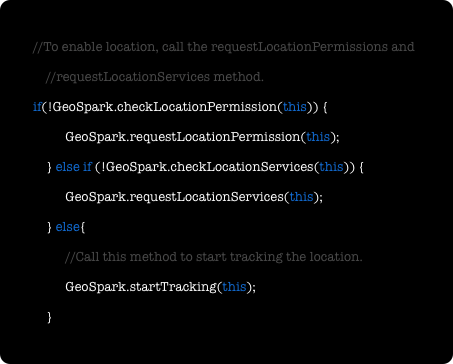 //To enable location, call the requestLocationPermissions and
//requestLocationServices method.
if(!GeoSpark.checkLocationPermission(this)) {
GeoSpark.requestLocationPermission(this);
} else if (!GeoSpark.checkLocationServices(this)) {
GeoSpark.requestLocationServices(this);
} else{
//Call this method to start tracking the location.
GeoSpark.startTracking(this);
}